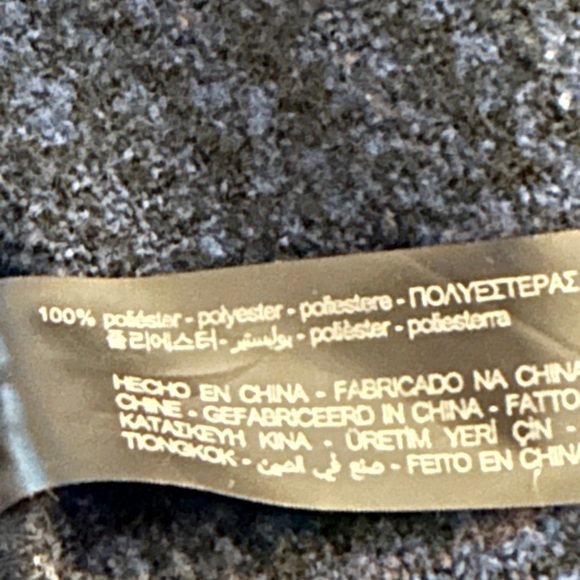 100% poliéster - polyester - poliestere - ΠΟΛΥΕΣΤΕΡΑΣ
폴리에스터 - بوليستير - polièster - poliesterra
HECHO EN CHINA - FABRICADO NA CHINA
CHINE - GEFABRICEERD IN CHINA - FATTO
ΚΑΤΑΣΚΕΥΗ ΚΙΝΑ - ÜRETİM YERİ ÇİN -
TIONGKOK - صنع في الصين - FEITO EN CHINA